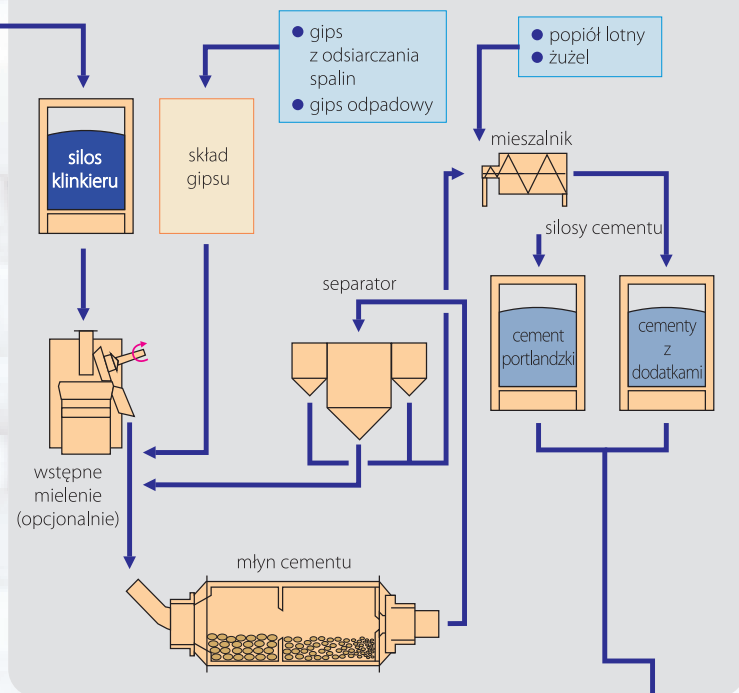 ● gips
z odsiarczania
spalin
● gips odpadowy
● popiół lotny
● żużel
mieszalnik
silos
klinkieru
skład
gipsu
silosy cementu
separator
cement
portlandzki
cementy
z
dodatkami
wstępne
mielenie
(opcjonalnie)
młyn cementu